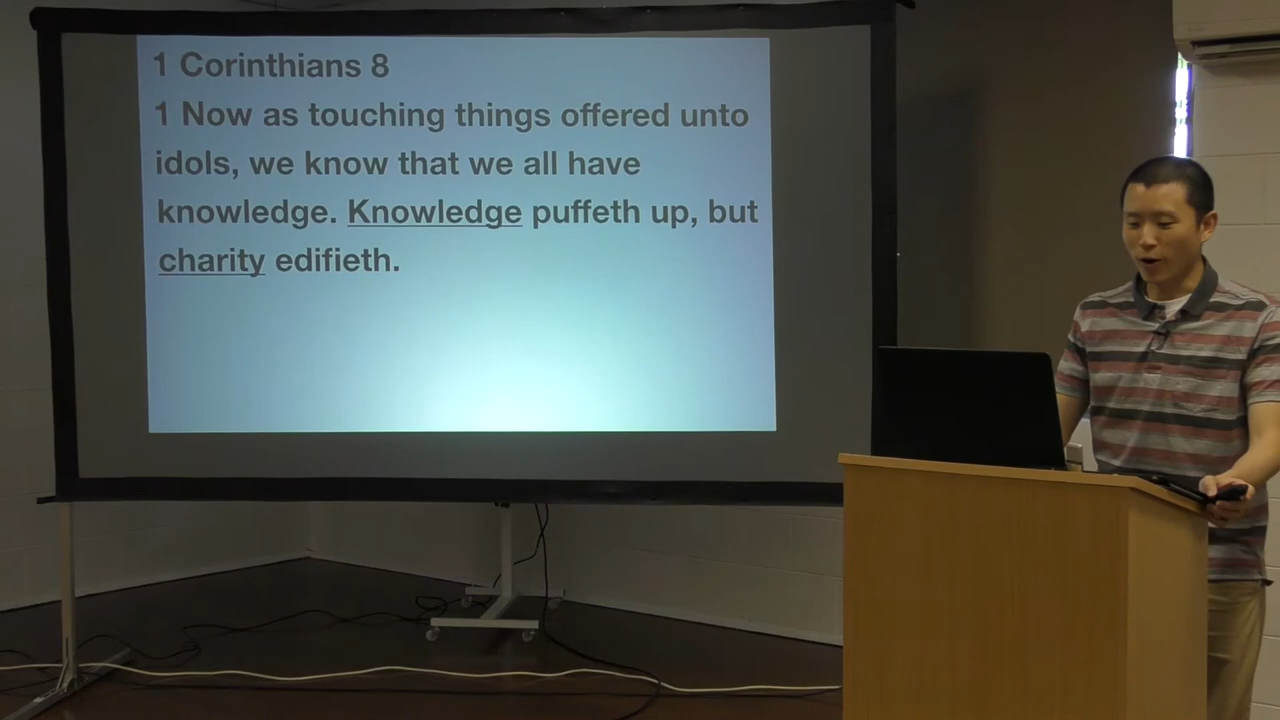 1 Corinthians 8
1 Now as touching things offered unto
idols, we know that we all have
knowledge. Knowledge puffeth up, but
charity edifieth.